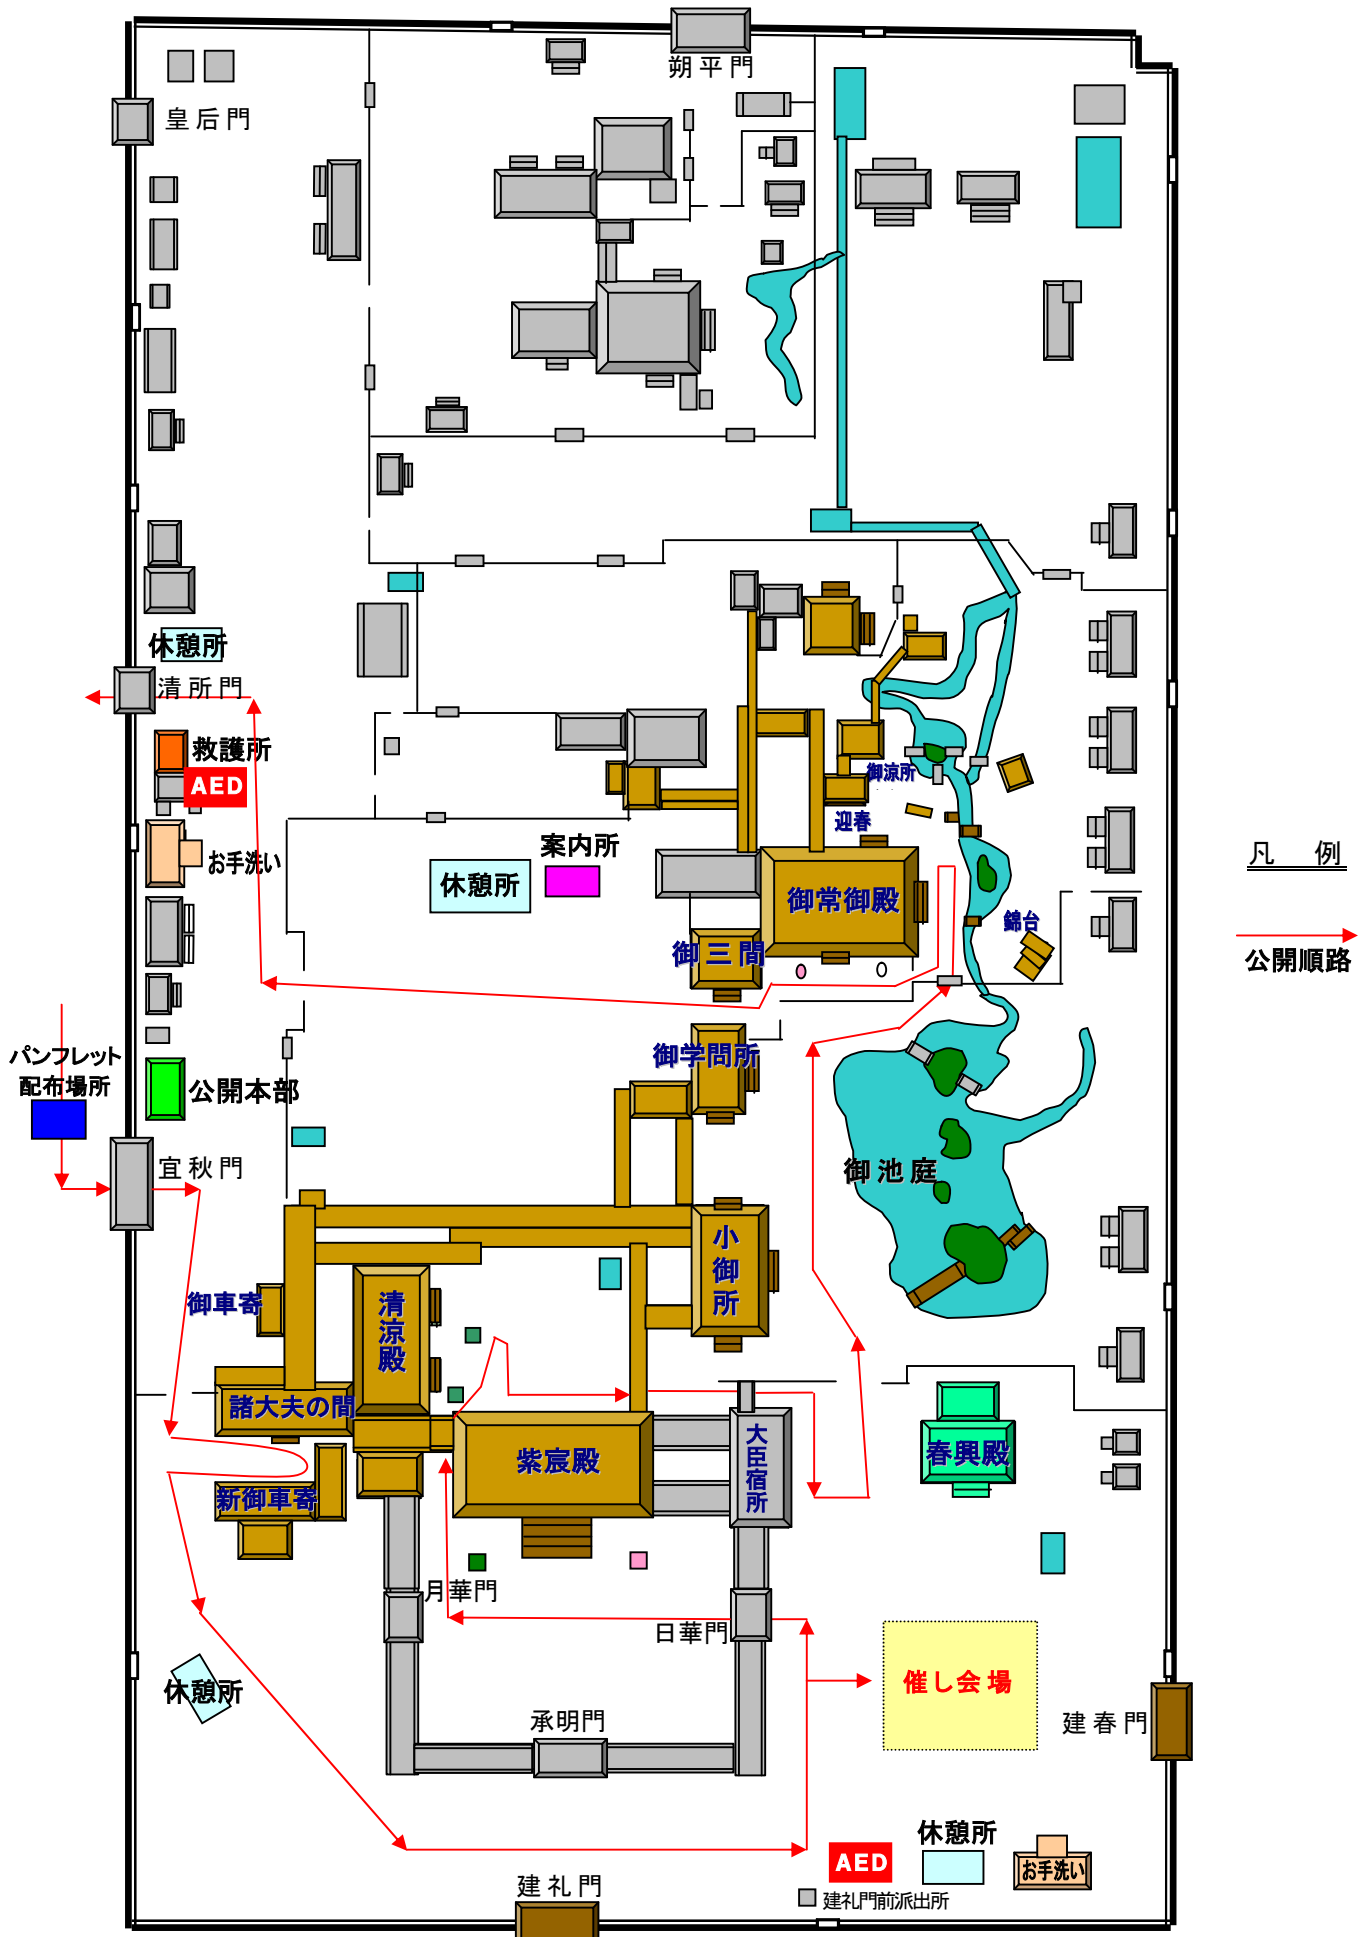 朔平門
皇后門
休憩所
清所門
救護所
AED
お手洗い
御涼所
迎春
案内所
休憩所
御常御殿
凡　例
公開順路
錦台
御三間
パンフレット
配布場所
公開本部
御学問所
宜秋門
御池庭
小御所
御車寄
清涼殿
諸大夫の間
紫宸殿
大臣宿所
春興殿
新御車寄
月華門
日華門
休憩所
催し会場
承明門
建春門
休憩所
AED
お手洗い
建礼門
建礼門前派出所